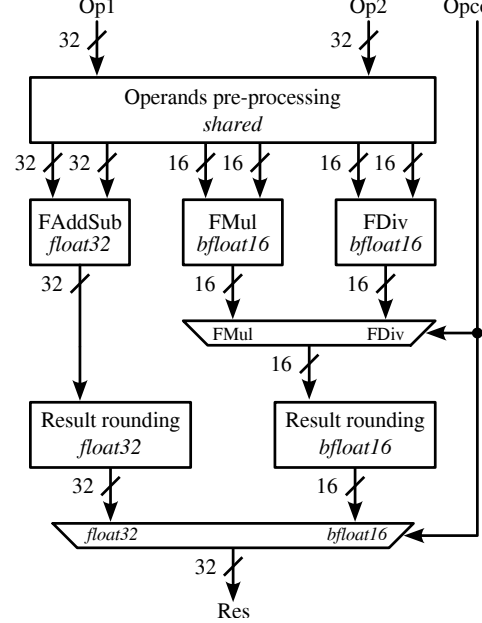 Op1 Op2 Opco
32 32
Operands pre-processing
shared
32 32 16 16 16 16
FAddSub FMul FDiv
float32 bfloat16 bfloat16
32 16 16
FMul FDiv
16
Result rounding Result rounding
float32 bfloat16
32 16
float32 bfloat16
32
Res